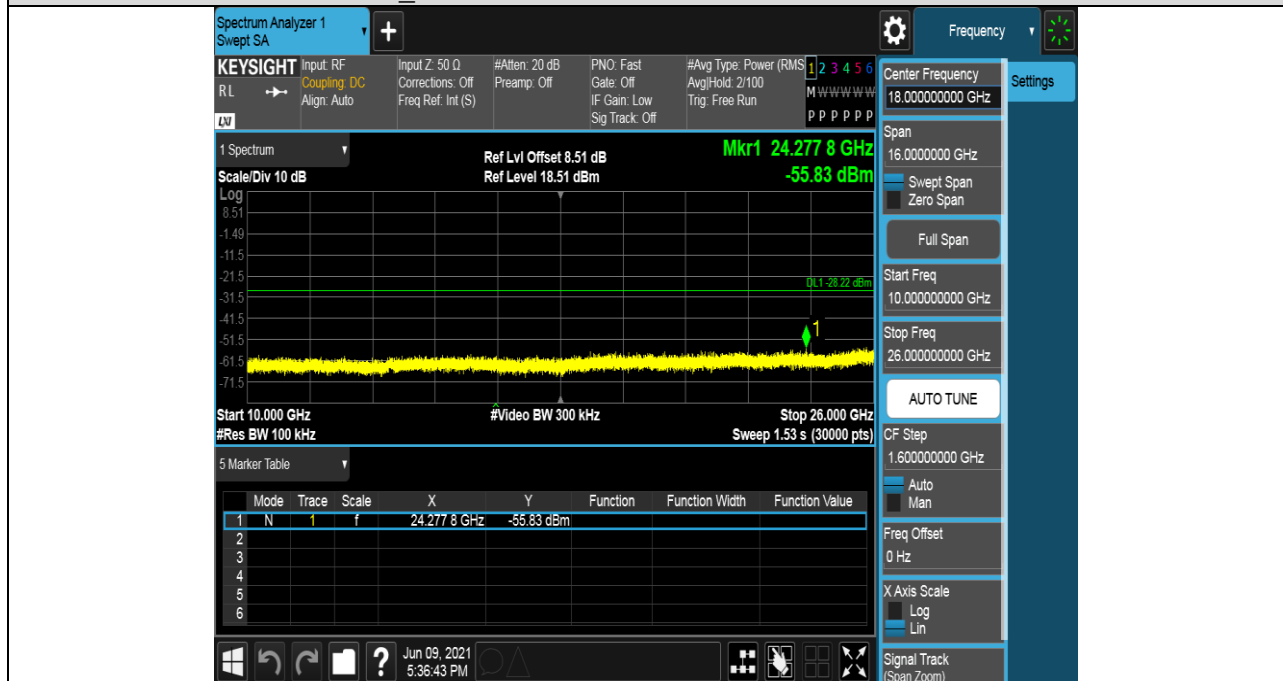 Spectrum Analyzer 1
Swept SA
Frequency
KEYSIGHT
RL
LXI
Input: RF
Coupling: DC
Align: Auto
Input Z: 50 Ω
Corrections: Off
Freq Ref: Int (S)
#Atten: 20 dB
Preamp: Off
PNO: Fast
Gate: Off
IF Gain: Low
Sig Track: Off
#Avg Type: Power (RMS
Avg|Hold: 2/100
Trig: Free Run
1 2 3 4 5 6
M W W W W W
P P P P P P
1 Spectrum
Scale/Div 10 dB
Ref Lvl Offset 8.51 dB
Ref Level 18.51 dBm
Mkr1 24.277 8 GHz
-55.83 dBm
Log
8.51
-1.49
-11.5
-21.5
-31.5
-41.5
-51.5
-61.5
-71.5
DL1 -28.22 dBm
1
Start 10.000 GHz
#Res BW 100 kHz
#Video BW 300 kHz
Stop 26.000 GHz
Sweep 1.53 s (30000 pts)
5 Marker Table
Mode Trace Scale X Y Function Function Width Function Value
1 N 1 f 24.277 8 GHz -55.83 dBm
2
3
4
5
6
Jun 09, 2021
5:36:43 PM
Center Frequency
18.000000000 GHz
Settings
Span
16.0000000 GHz
Swept Span
Zero Span
Full Span
Start Freq
10.000000000 GHz
Stop Freq
26.000000000 GHz
AUTO TUNE
CF Step
1.600000000 GHz
Auto
Man
Freq Offset
0 Hz
X Axis Scale
Log
Lin
Signal Track
(Span Zoom)